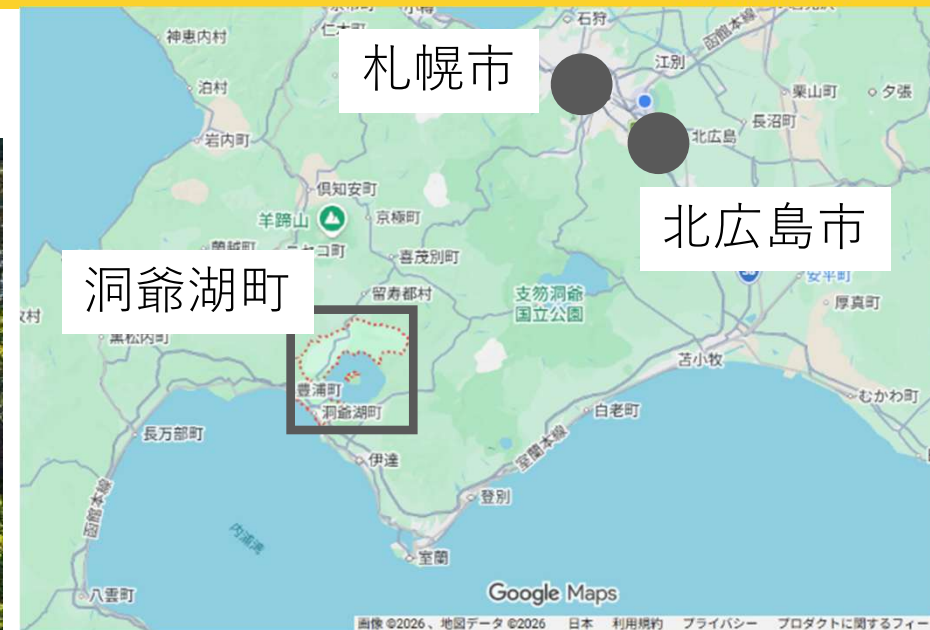 石狩
神恵内村
函館本線
江別
札幌市
泊村
栗山町
夕張
長沼町
岩内町
北広島
倶知安町
羊蹄山
京極町
北広島市
喜茂別町
安平町
洞爺湖町
留寿都村
支笏洞爺
国立公園
厚真町
黒松内町
苫小牧
豊浦町
むかわ町
洞爺湖町
白老町
長万部町
室蘭本線
伊達
登別
函館本線
内浦湾
室蘭
八雲町
Google Maps
画像 ©2026 、地図データ ©2026 日本 利用規約 プライバシー プロダクトに関するフィー